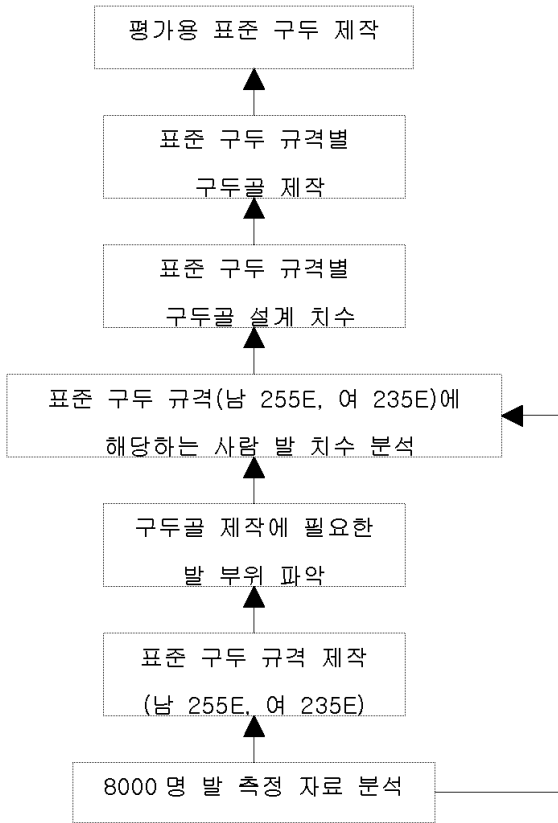 평가용 표준 구두 제작
표준 구두 규격별
구두골 제작
표준 구두 규격별
구두골 설계 치수
표준 구두 규격(남 255E, 여 235E)에
해당하는 사람 발 치수 분석
구두골 제작에 필요한
발 부위 파악
표준 구두 규격 제작
(남 255E, 여 235E)
8000명 발 측정 자료 분석